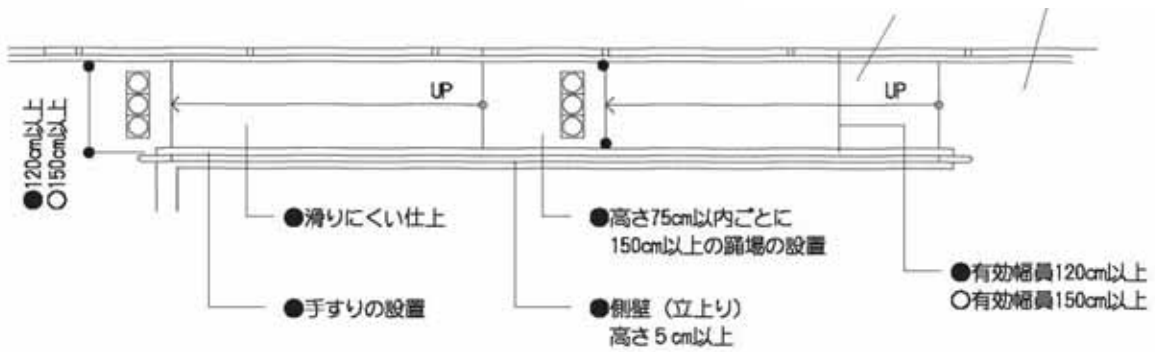 UP
UP
●120cm以上
○150cm以上
●滑りにくい仕上
●高さ75cm以内ごとに
150cm以上の踊場の設置
●有効幅員120cm以上
○有効幅員150cm以上
●手すりの設置
●側壁（立上り）
高さ5cm以上